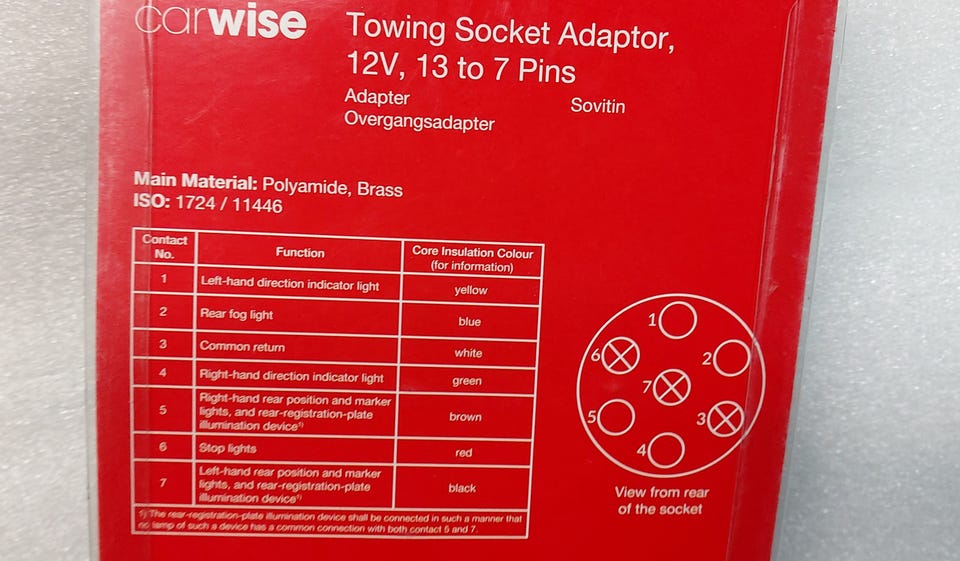 carwise
Towing Socket Adaptor,
12V, 13 to 7 Pins
Adapter
Sovitin
Overgangsadapter
Main Material: Polyamide, Brass
ISO: 1724 / 11446
Contact
No.
Function
Core Insulation Colour
(for information)
1
Left-hand direction indicator light
yellow
2
Rear fog light
blue
3
Common return
white
4
Right-hand direction indicator light
green
5
Right-hand rear position and marker
lights, and rear-registration-plate
illumination device¹⁾
brown
6
Stop lights
red
7
Left-hand rear position and marker
lights, and rear-registration-plate
illumination device¹⁾
black
1) The rear-registration-plate illumination device shall be connected in such a manner that
no lamp of such a device has a common connection with both contact 5 and 7.
1
6
2
7
5
3
4
View from rear
of the socket